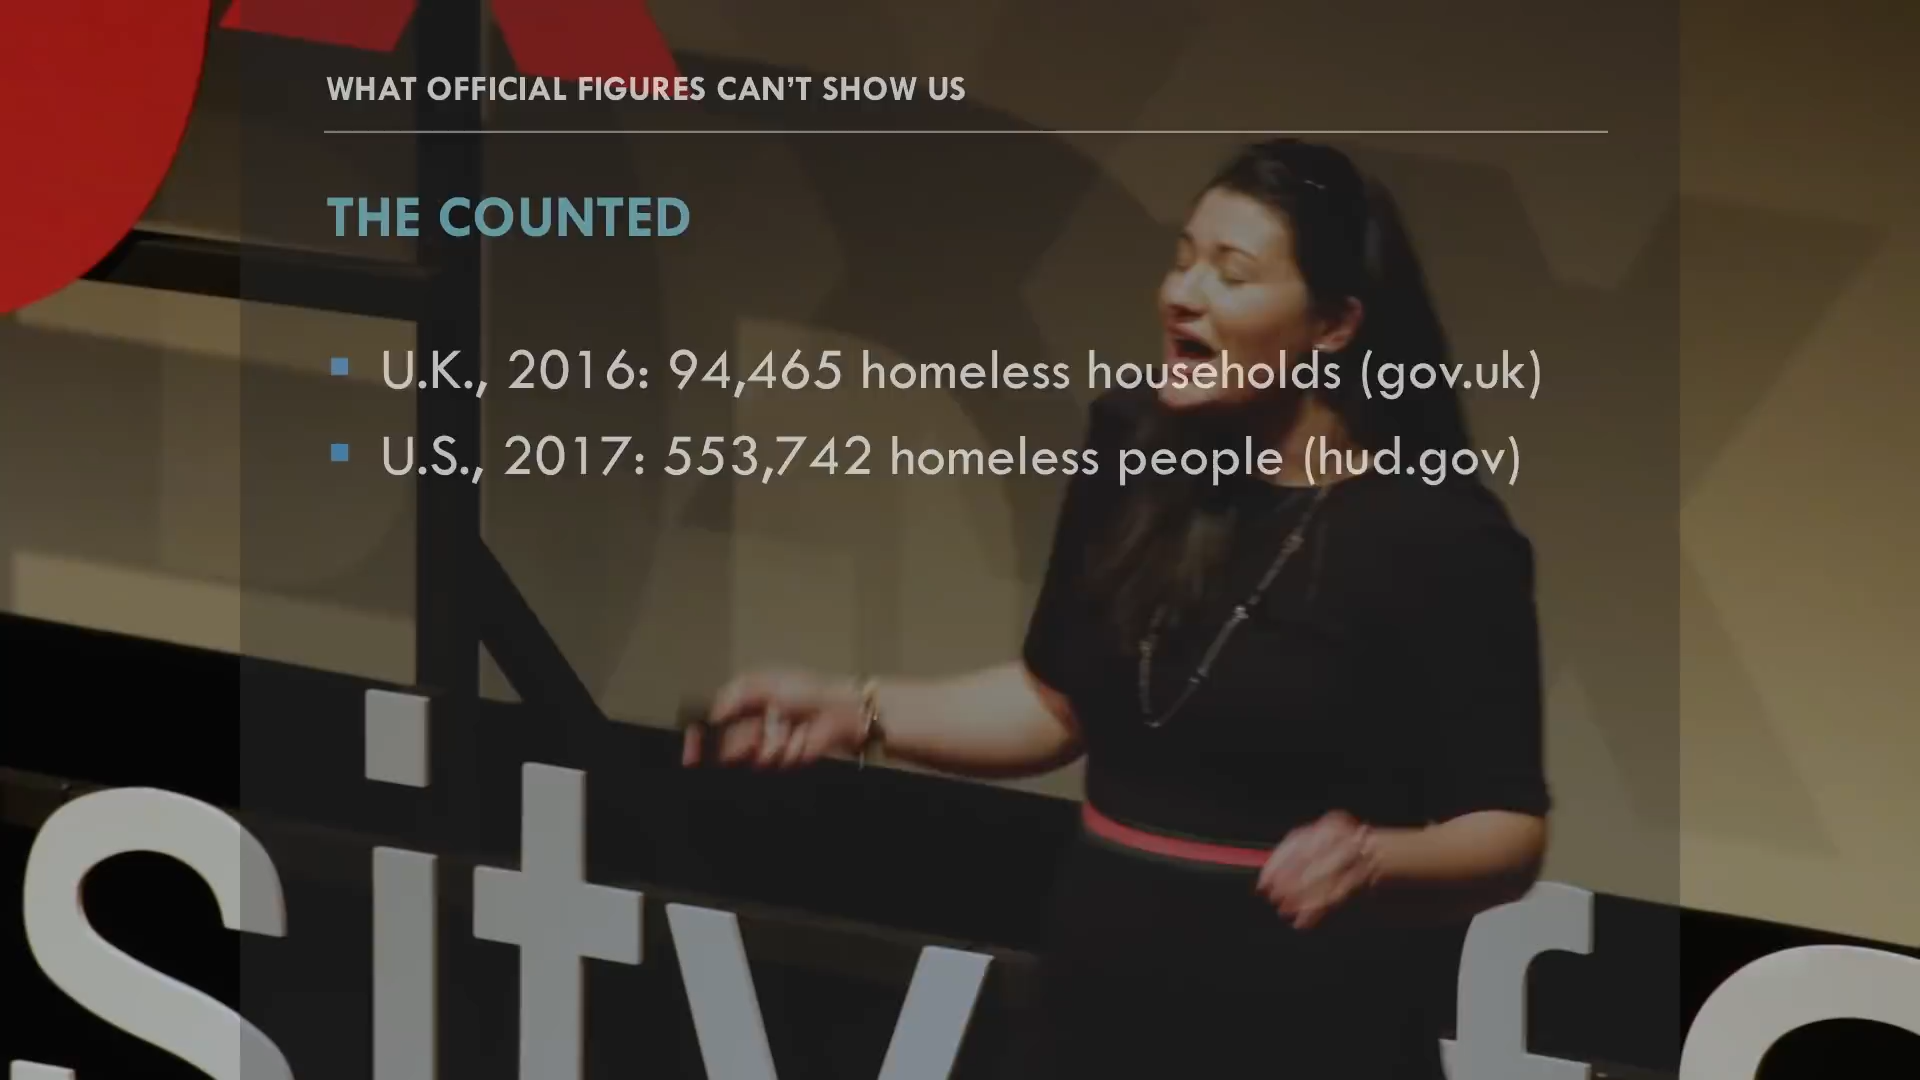 WHAT OFFICIAL FIGURES CAN'T SHOW US
THE COUNTED
▪ U.K., 2016: 94,465 homeless households (gov.uk)
▪ U.S., 2017: 553,742 homeless people (hud.gov)
sity
f